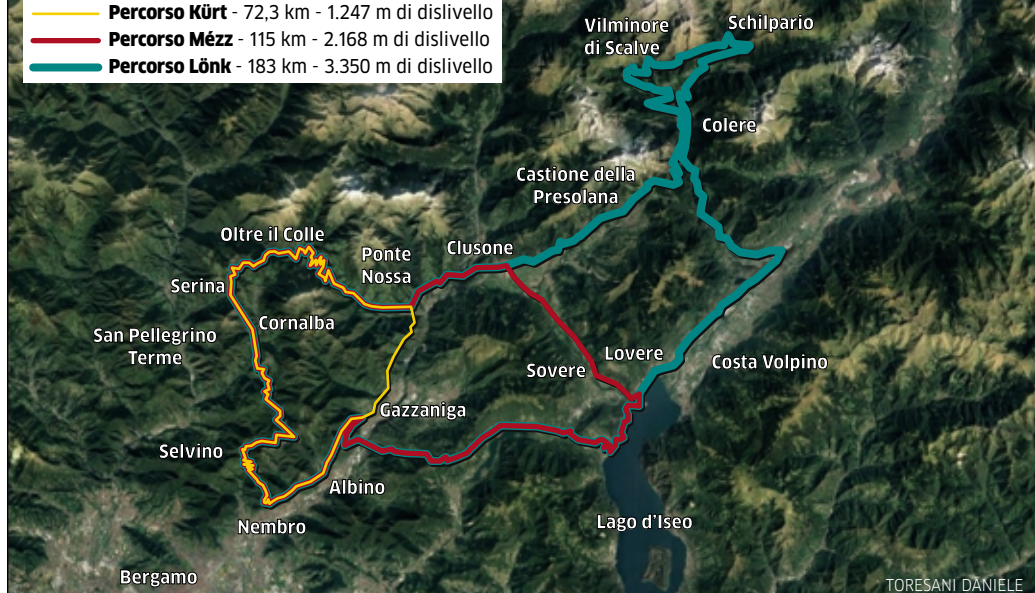 Percorso Kürt - 72,3 km - 1.247 m di dislivello
Percorso Mézz - 115 km - 2.168 m di dislivello
Percorso Lönk - 183 km - 3.350 m di dislivello
Vilminore
di Scalve
Schilpario
Colere
Castione della
Presolana
Oltre il Colle
Ponte
Nossa
Clusone
Serina
Cornalba
San Pellegrino
Terme
Sovere
Lovere
Costa Volpino
Gazzaniga
Selvino
Albino
Nembro
Lago d'Iseo
Bergamo
TORESANI DANIELE